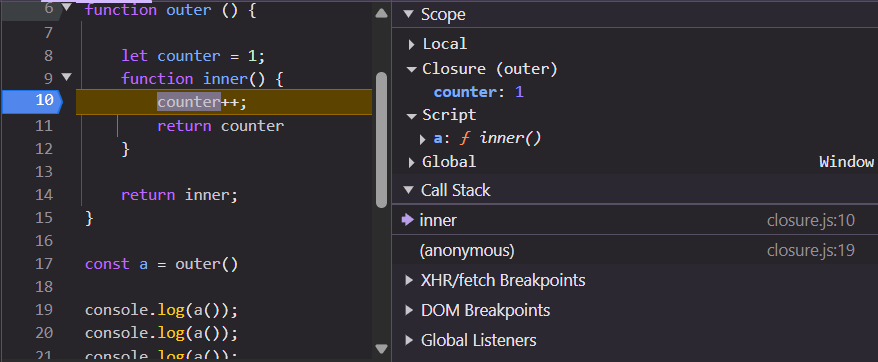 6 function outer () {
7
8 let counter = 1;
9 function inner() {
10 counter++;
11 return counter
12 }
13
14 return inner;
15 }
16
17 const a = outer()
18
19 console.log(a());
20 console.log(a());
21 console.log(a());
Scope
Local
Closure (outer)
counter: 1
Script
a: ƒ inner()
Global Window
Call Stack
inner closure.js:10
(anonymous) closure.js:19
XHR/fetch Breakpoints
DOM Breakpoints
Global Listeners